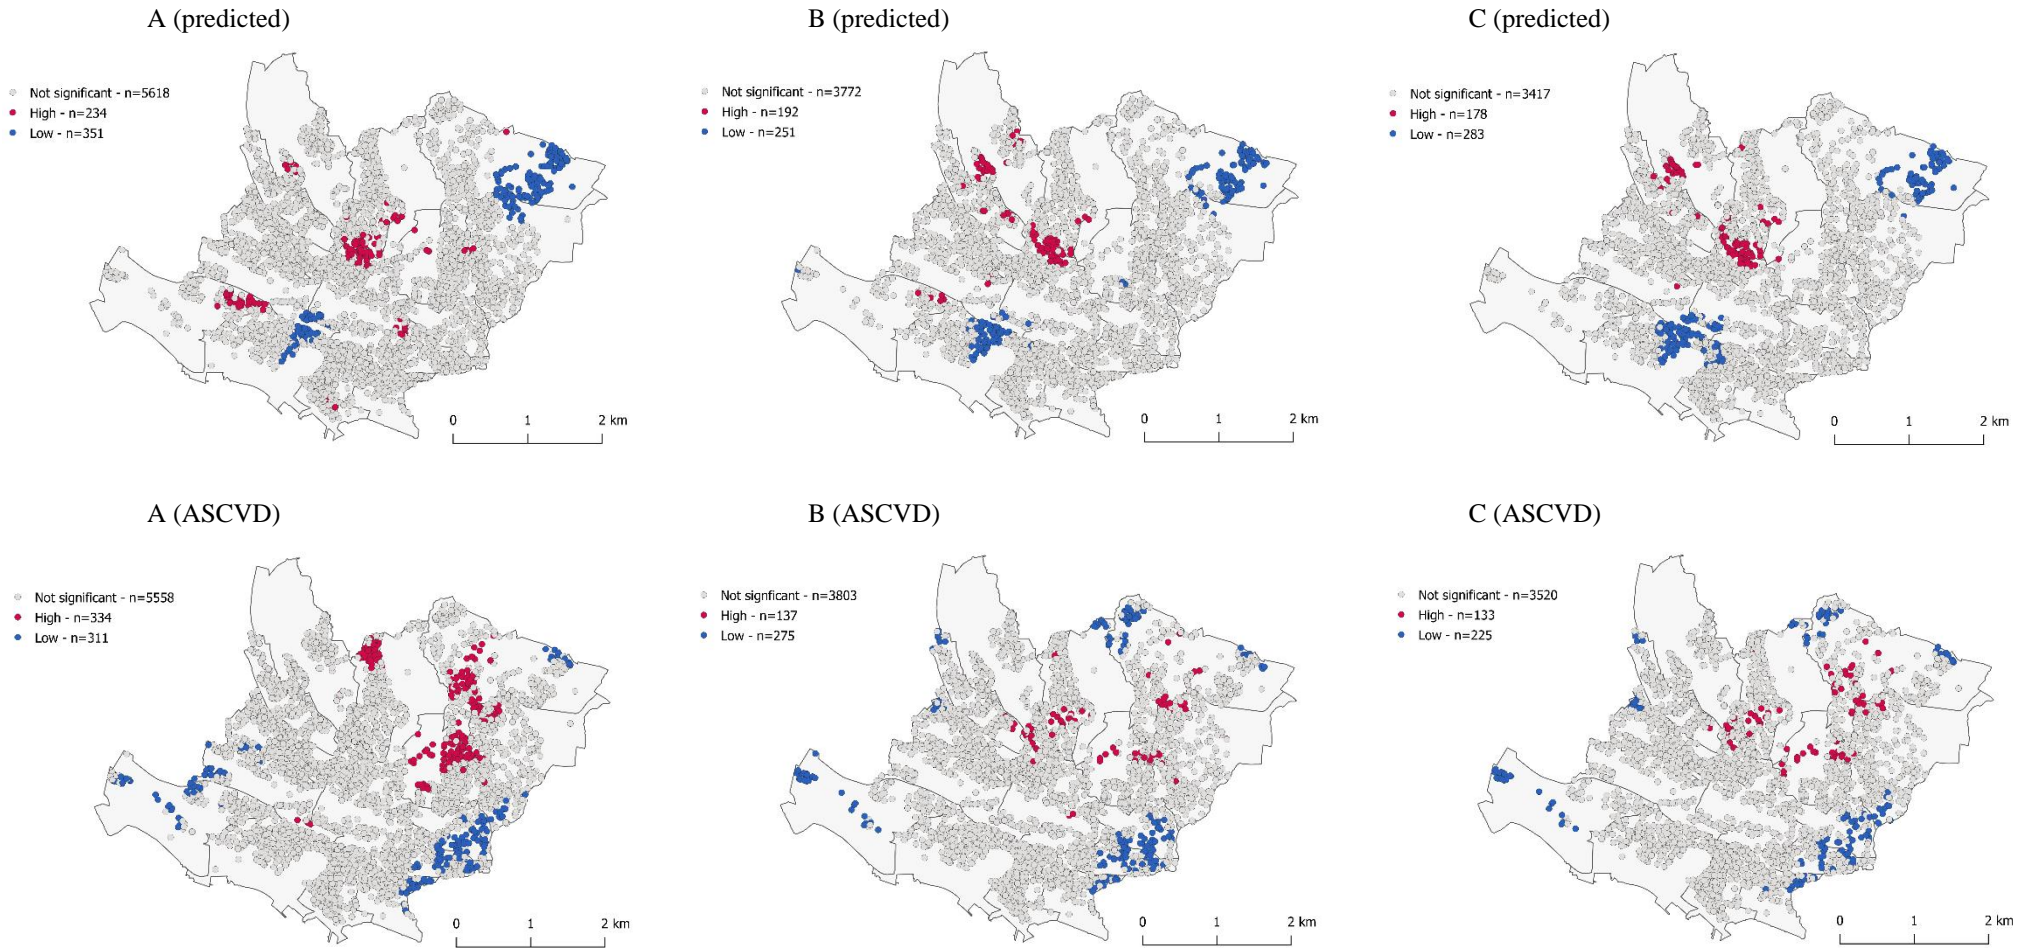 A (predicted)
Not significant - n=5618
High - n=234
Low - n=351
0 1 2 km
B (predicted)
Not significant - n=3772
High - n=192
Low - n=251
0 1 2 km
C (predicted)
Not significant - n=3417
High - n=178
Low - n=283
0 1 2 km
A (ASCVD)
Not significant - n=5558
High - n=334
Low - n=311
0 1 2 km
B (ASCVD)
Not significant - n=3803
High - n=137
Low - n=275
0 1 2 km
C (ASCVD)
Not significant - n=3520
High - n=133
Low - n=225
0 1 2 km